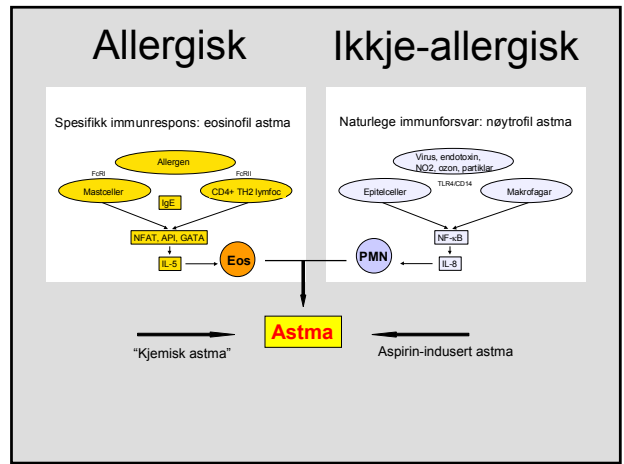 Allergisk
Ikkje-allergisk
Spesifikk immunrespons: eosinofil astma
Allergen
FcRI
FcRII
Mastceller
IgE
CD4+ TH2 lymfoc
NFAT, API, GATA
IL-5
Eos
Naturlege immunforsvar: nøytrofil astma
Virus, endotoxin,
NO2, ozon, partiklar
TLR4/CD14
Epitelceller
Makrofagar
NF-κB
IL-8
PMN
Astma
“Kjemisk astma”
Aspirin-indusert astma